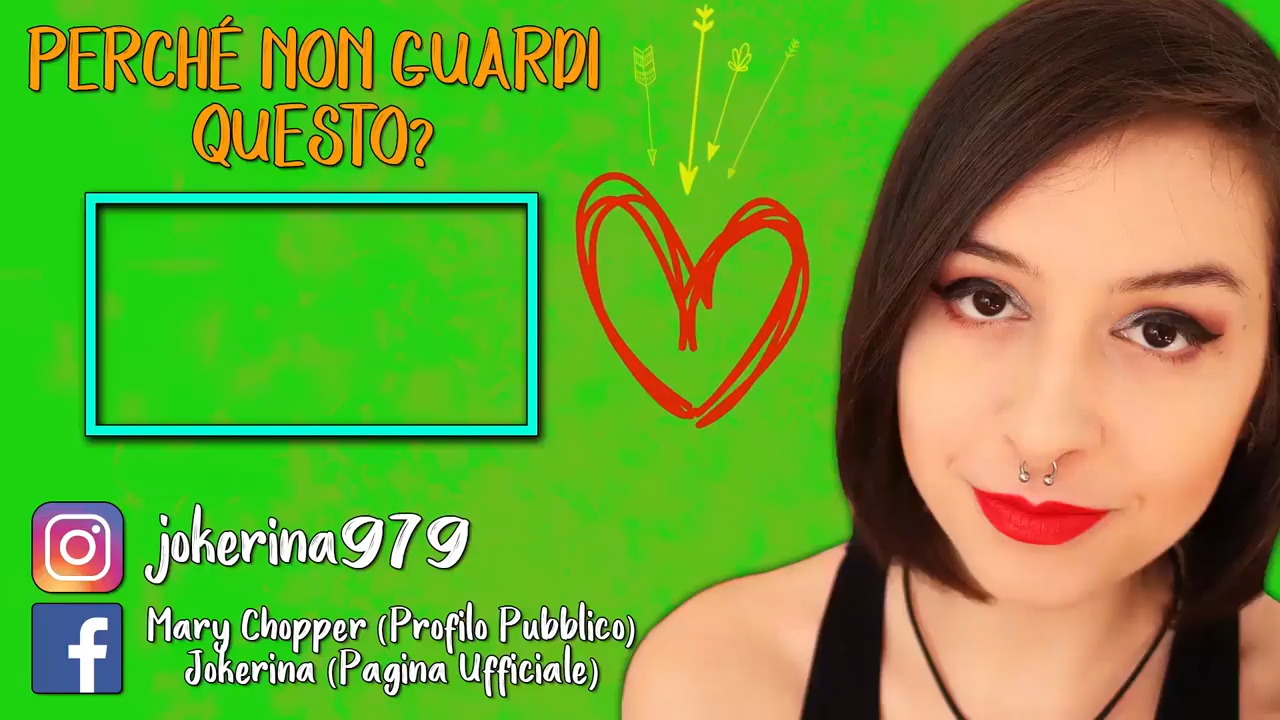 PERCHÉ NON GUARDI
QUESTO?
jokerina979
Mary Chopper (Profilo Pubblico)
Jokerina (Pagina Ufficiale)